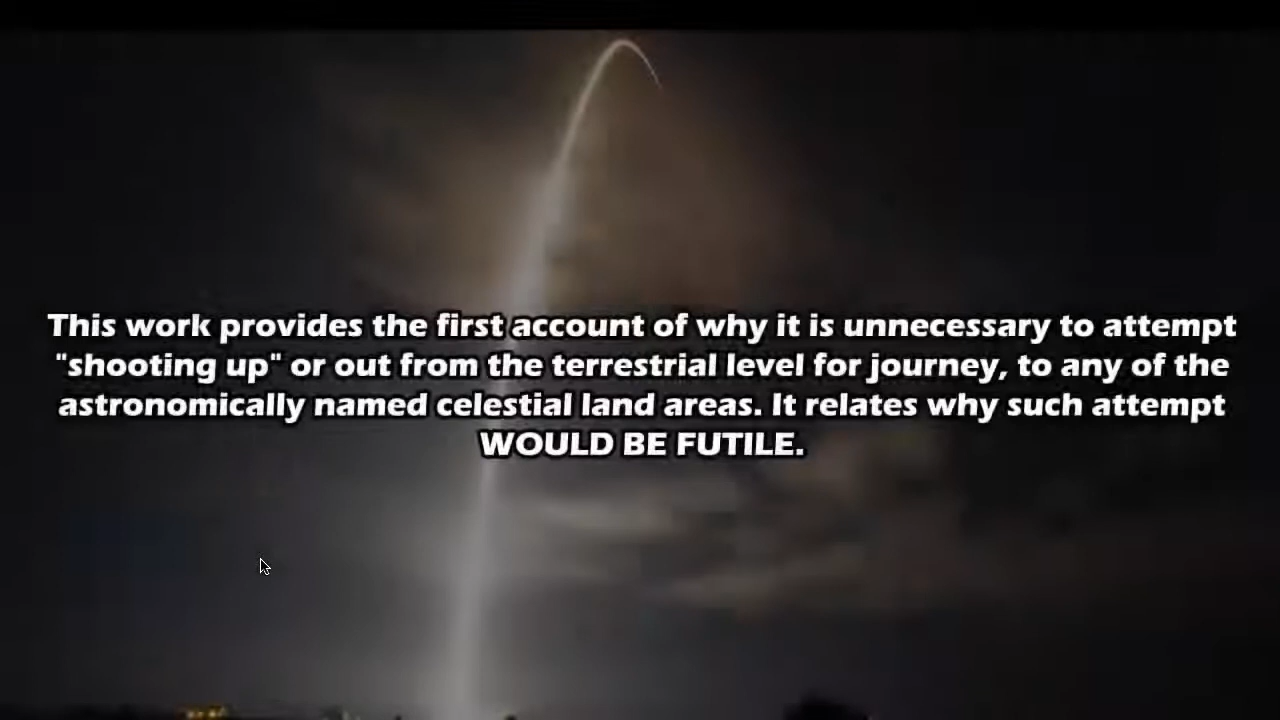 This work provides the first account of why it is unnecessary to attempt
"shooting up" or out from the terrestrial level for journey, to any of the
astronomically named celestial land areas. It relates why such attempt
WOULD BE FUTILE.